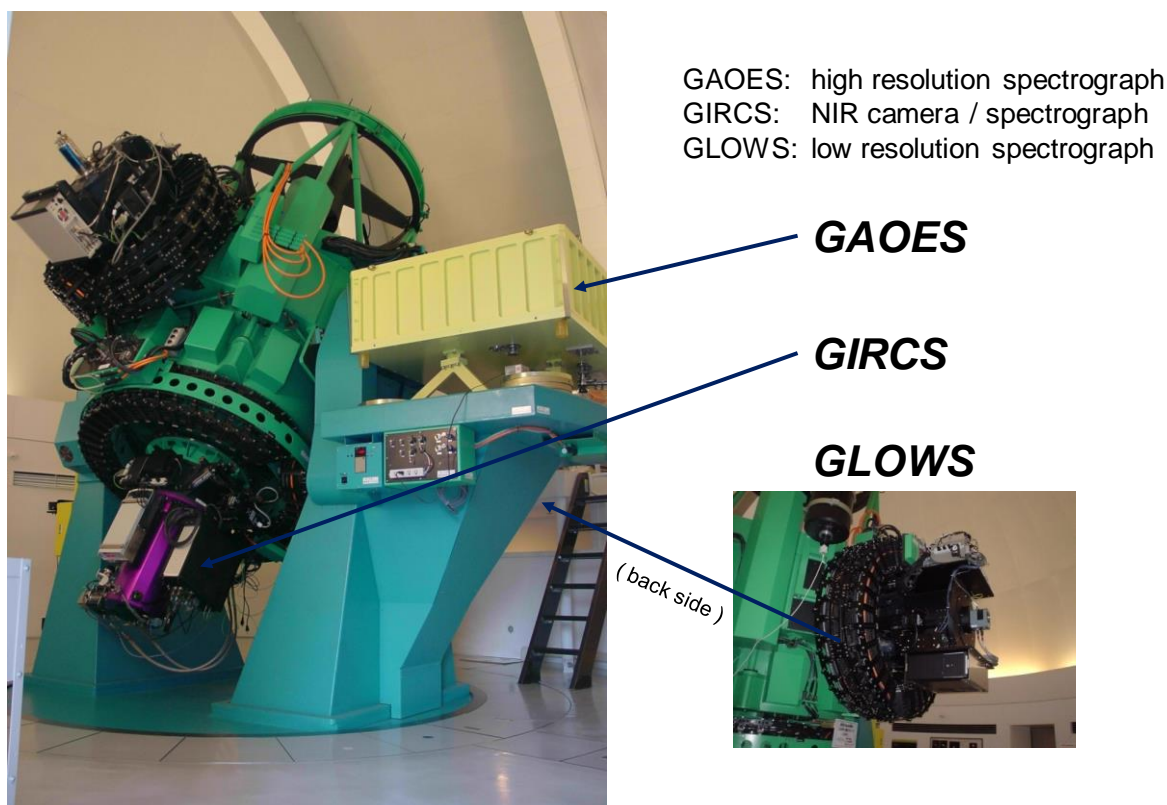 GAOES: high resolution spectrograph
GIRCS: NIR camera / spectrograph
GLOWS: low resolution spectrograph
GAOES
GIRCS
GLOWS
( back side )